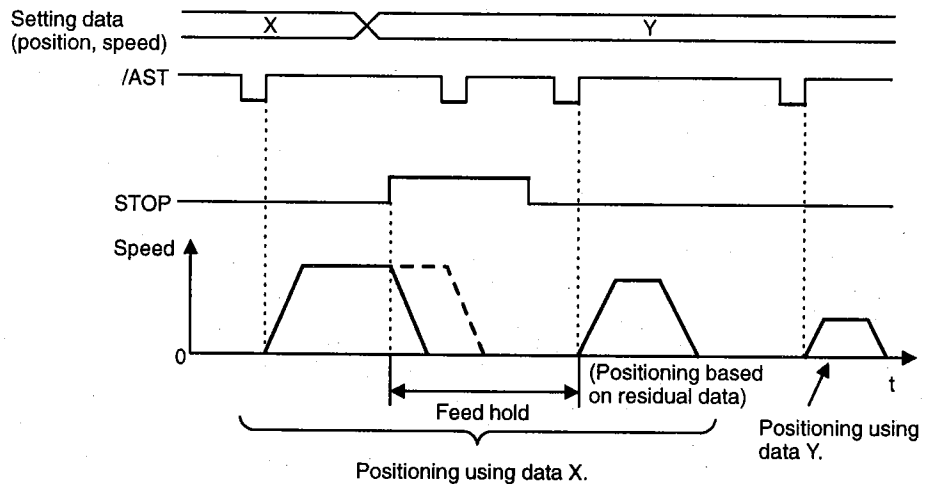 Setting data
(position, speed)
X
Y
/AST
STOP
Speed
0
t
(Positioning based
on residual data)
Feed hold
Positioning using
data Y.
Positioning using data X.